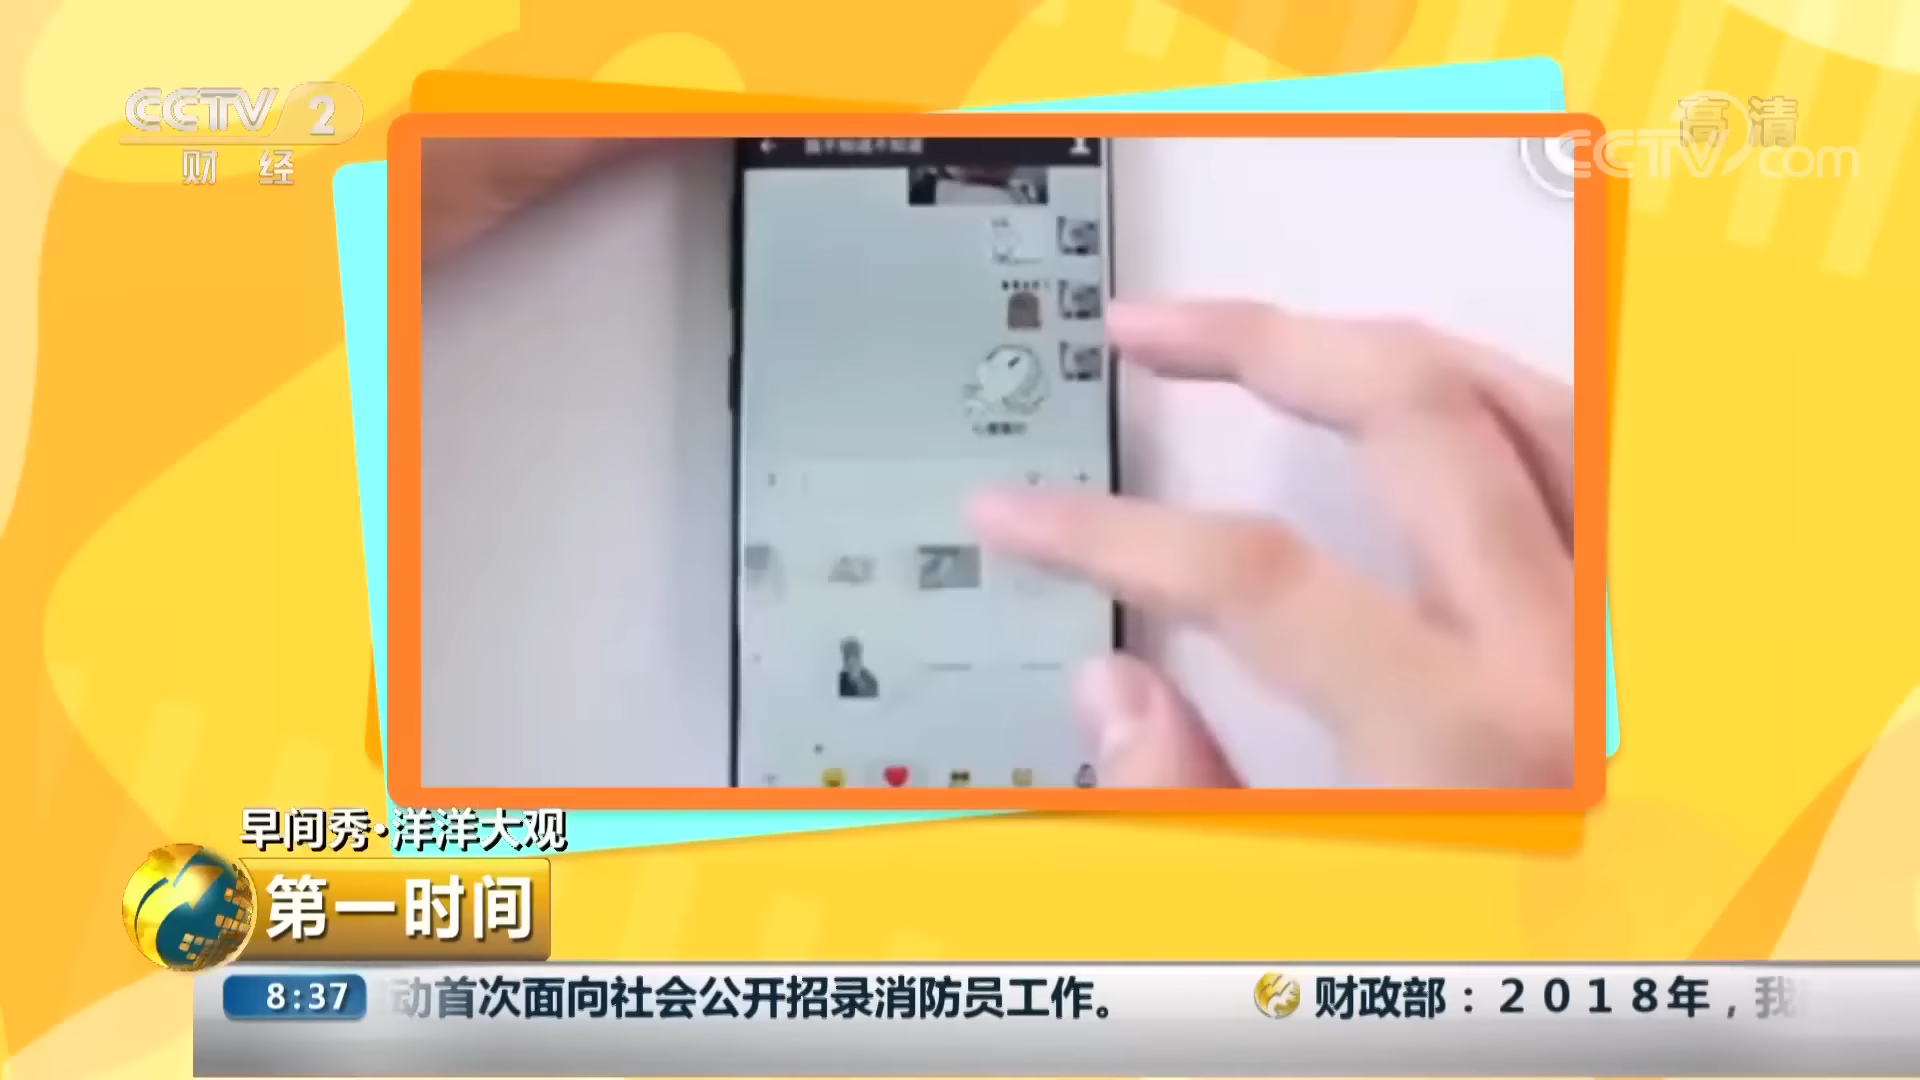 CCTV 2
财 经
高清
CCTV.com
早间秀·洋洋大观
第一时间
8:37
动首次面向社会公开招录消防员工作。
财政部:2018年,我